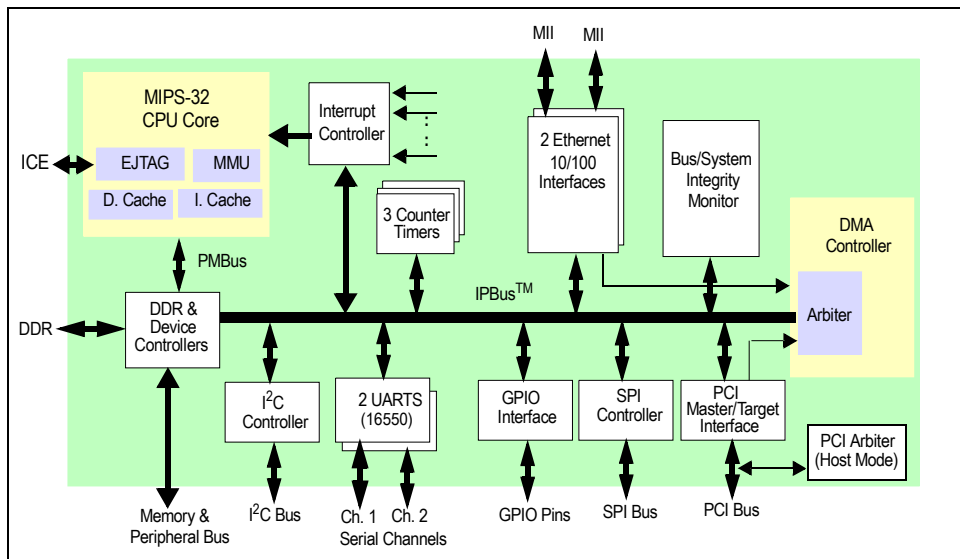 MII
MII
MIPS-32
CPU Core
EJTAG
MMU
D. Cache
I. Cache
ICE
Interrupt
Controller
2 Ethernet
10/100
Interfaces
Bus/System
Integrity
Monitor
3 Counter
Timers
DMA
Controller
Arbiter
PMBus
IPBus™
DDR
DDR &
Device
Controllers
I²C
Controller
2 UARTS
(16550)
GPIO
Interface
SPI
Controller
PCI
Master/Target
Interface
PCI Arbiter
(Host Mode)
Memory &
Peripheral Bus
I²C Bus
Ch. 1
Ch. 2
Serial Channels
GPIO Pins
SPI Bus
PCI Bus